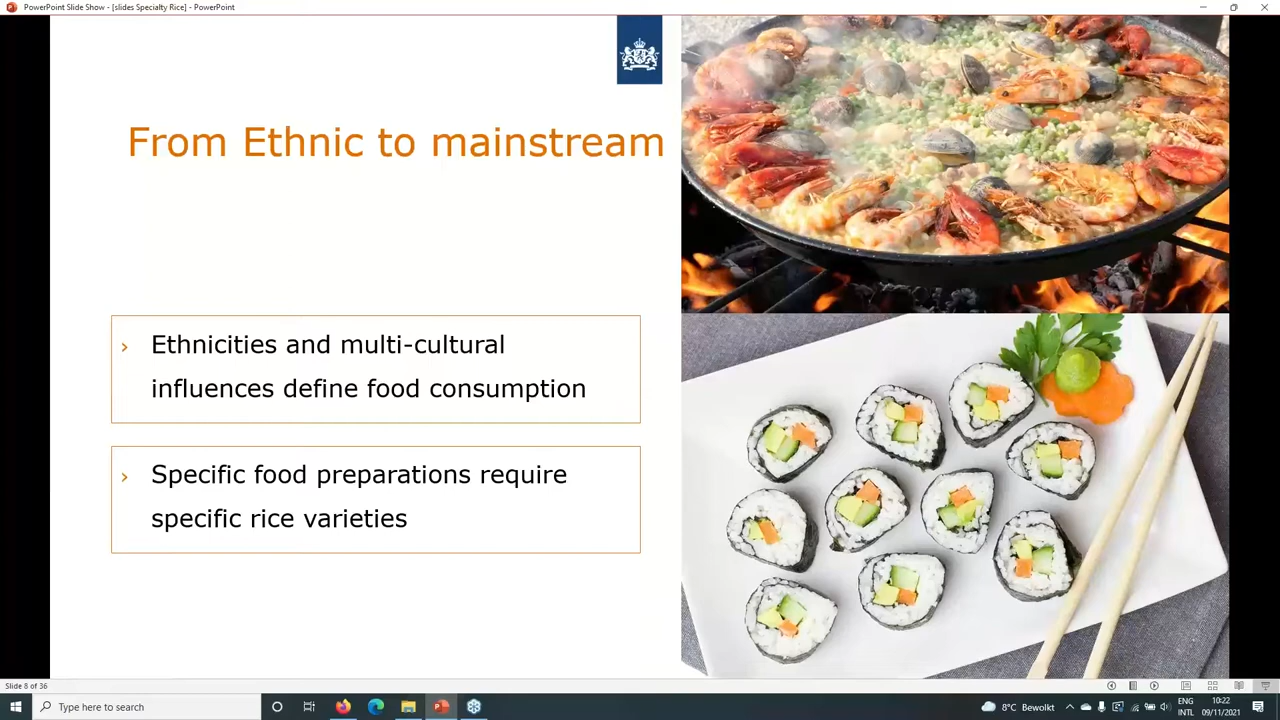 PowerPoint Slide Show - [slides Specialty Rice] - PowerPoint
From Ethnic to mainstream
› Ethnicities and multi-cultural
influences define food consumption
› Specific food preparations require
specific rice varieties
Slide 8 of 36
Type here to search
8°C Bewolkt
ENG
INTL
10:22
09/11/2021